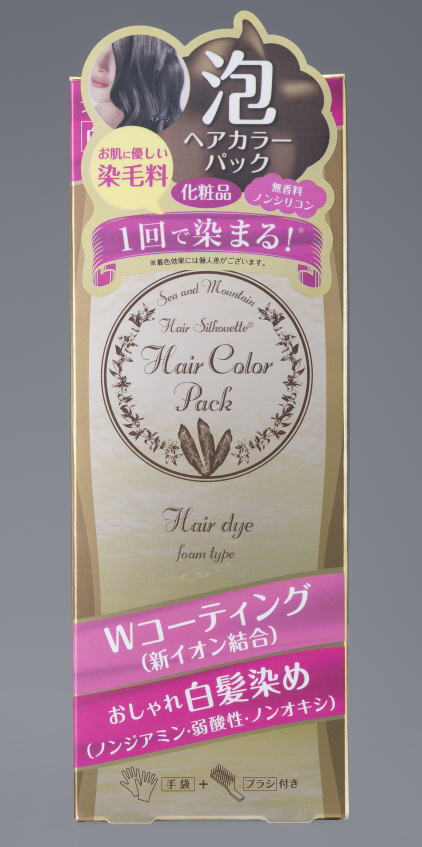 イメージ
泡
ヘアカラー
パック
お肌に優しい
染毛料
化粧品
無香料
ノンシリコン
1回で染まる!※
※着色効果には個人差がございます。
Sea and Mountain
Hair Silhouette®
Hair Color
Pack
Hair dye
foam type
Wコーティング
(新イオン結合)
おしゃれ白髪染め
(ノンジアミン・弱酸性・ノンオキシ)
手袋 + ブラシ付き